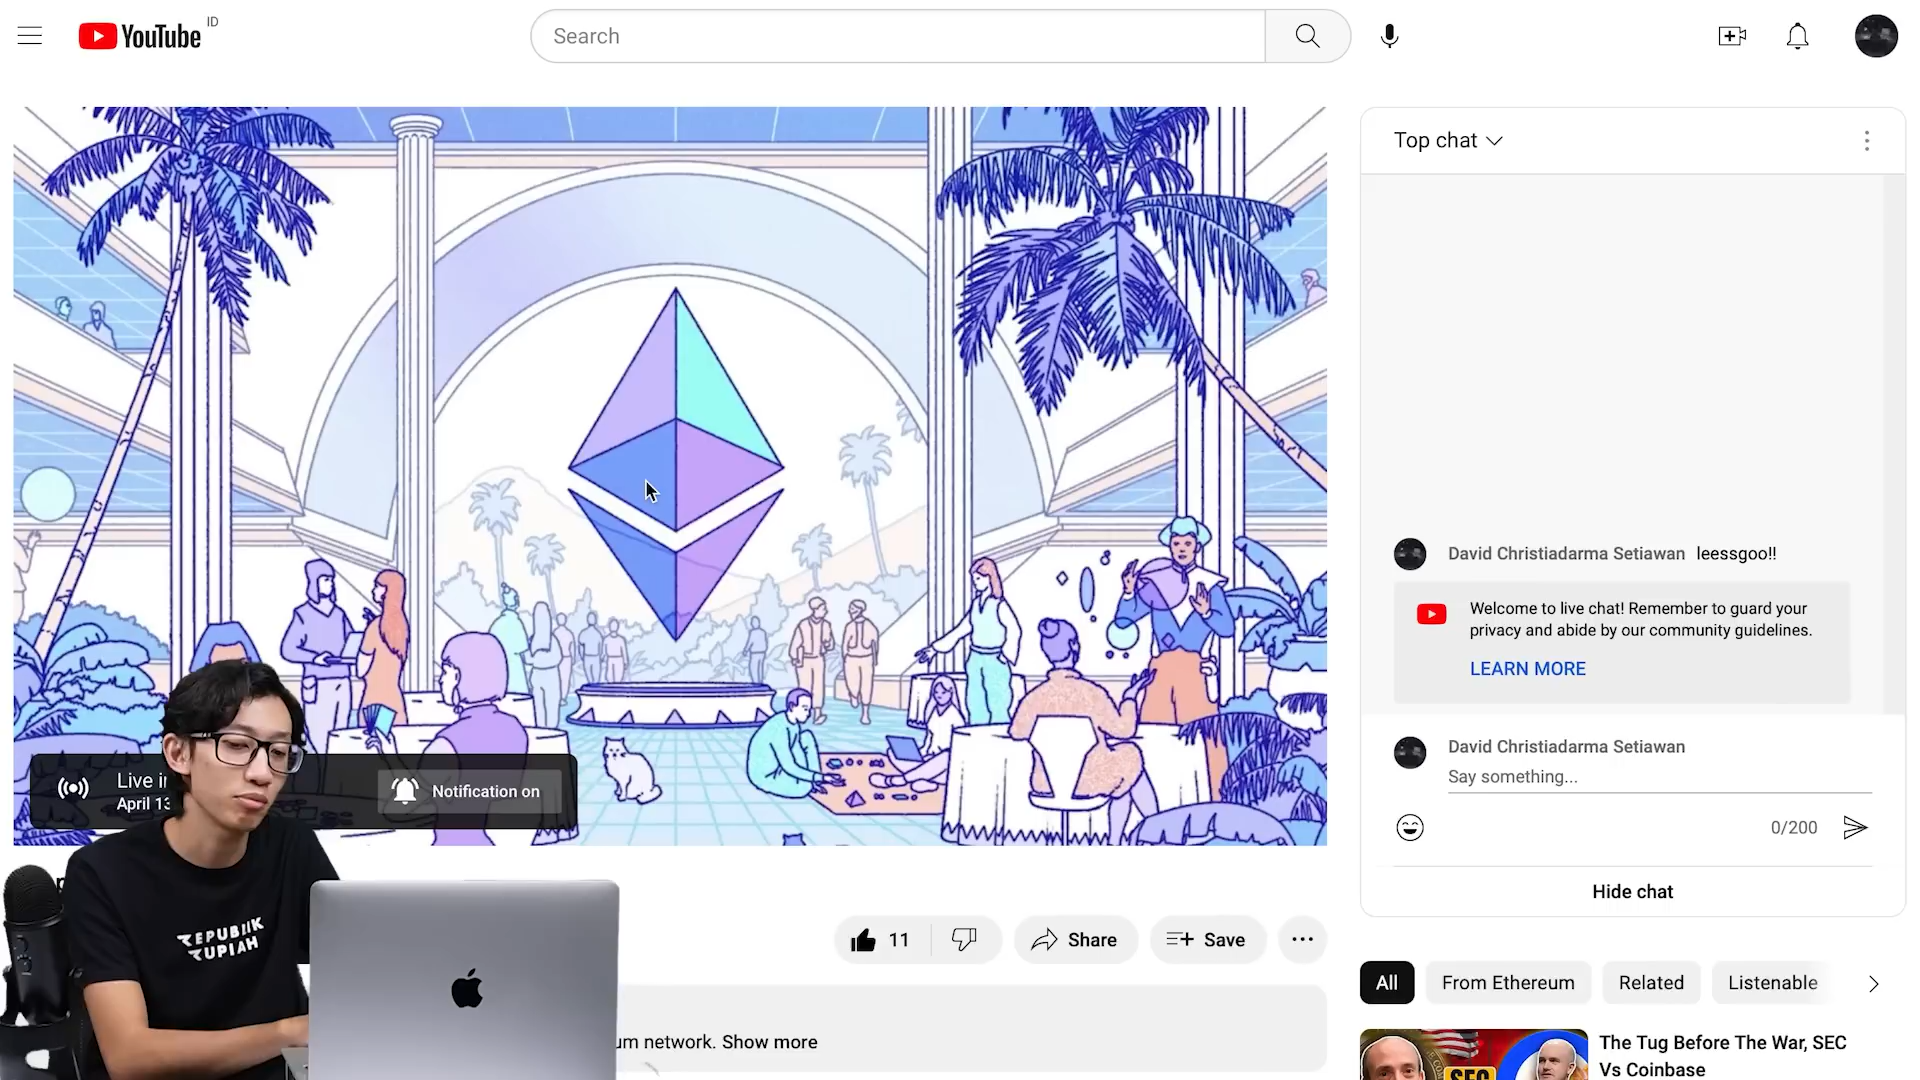 YouTube
ID
Search
Top chat
David Christiadarma Setiawan leessgoo!!
Welcome to live chat! Remember to guard your
privacy and abide by our community guidelines.
LEARN MORE
David Christiadarma Setiawan
Say something...
0/200
Hide chat
Live
April
Notification on
REPUBLIK
RUPIAH
11
Share
Save
network. Show more
All
From Ethereum
Related
Listenable
The Tug Before The War, SEC
Vs Coinbase
SEC